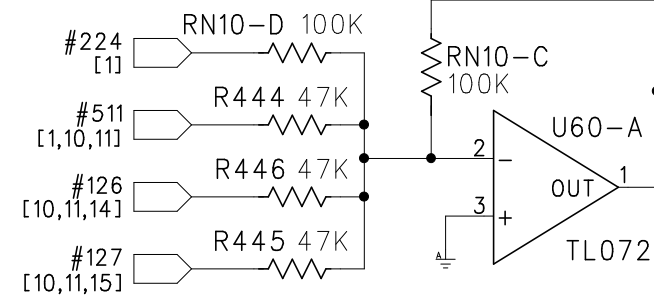 RN10-D 100K
#224
[1]
RN10-C
100K
R444 47K
#511
[1,10,11]
U60-A
2
-
R446 47K
#126
[10,11,14]
OUT
1
3
+
R445 47K
#127
[10,11,15]
A
TL072